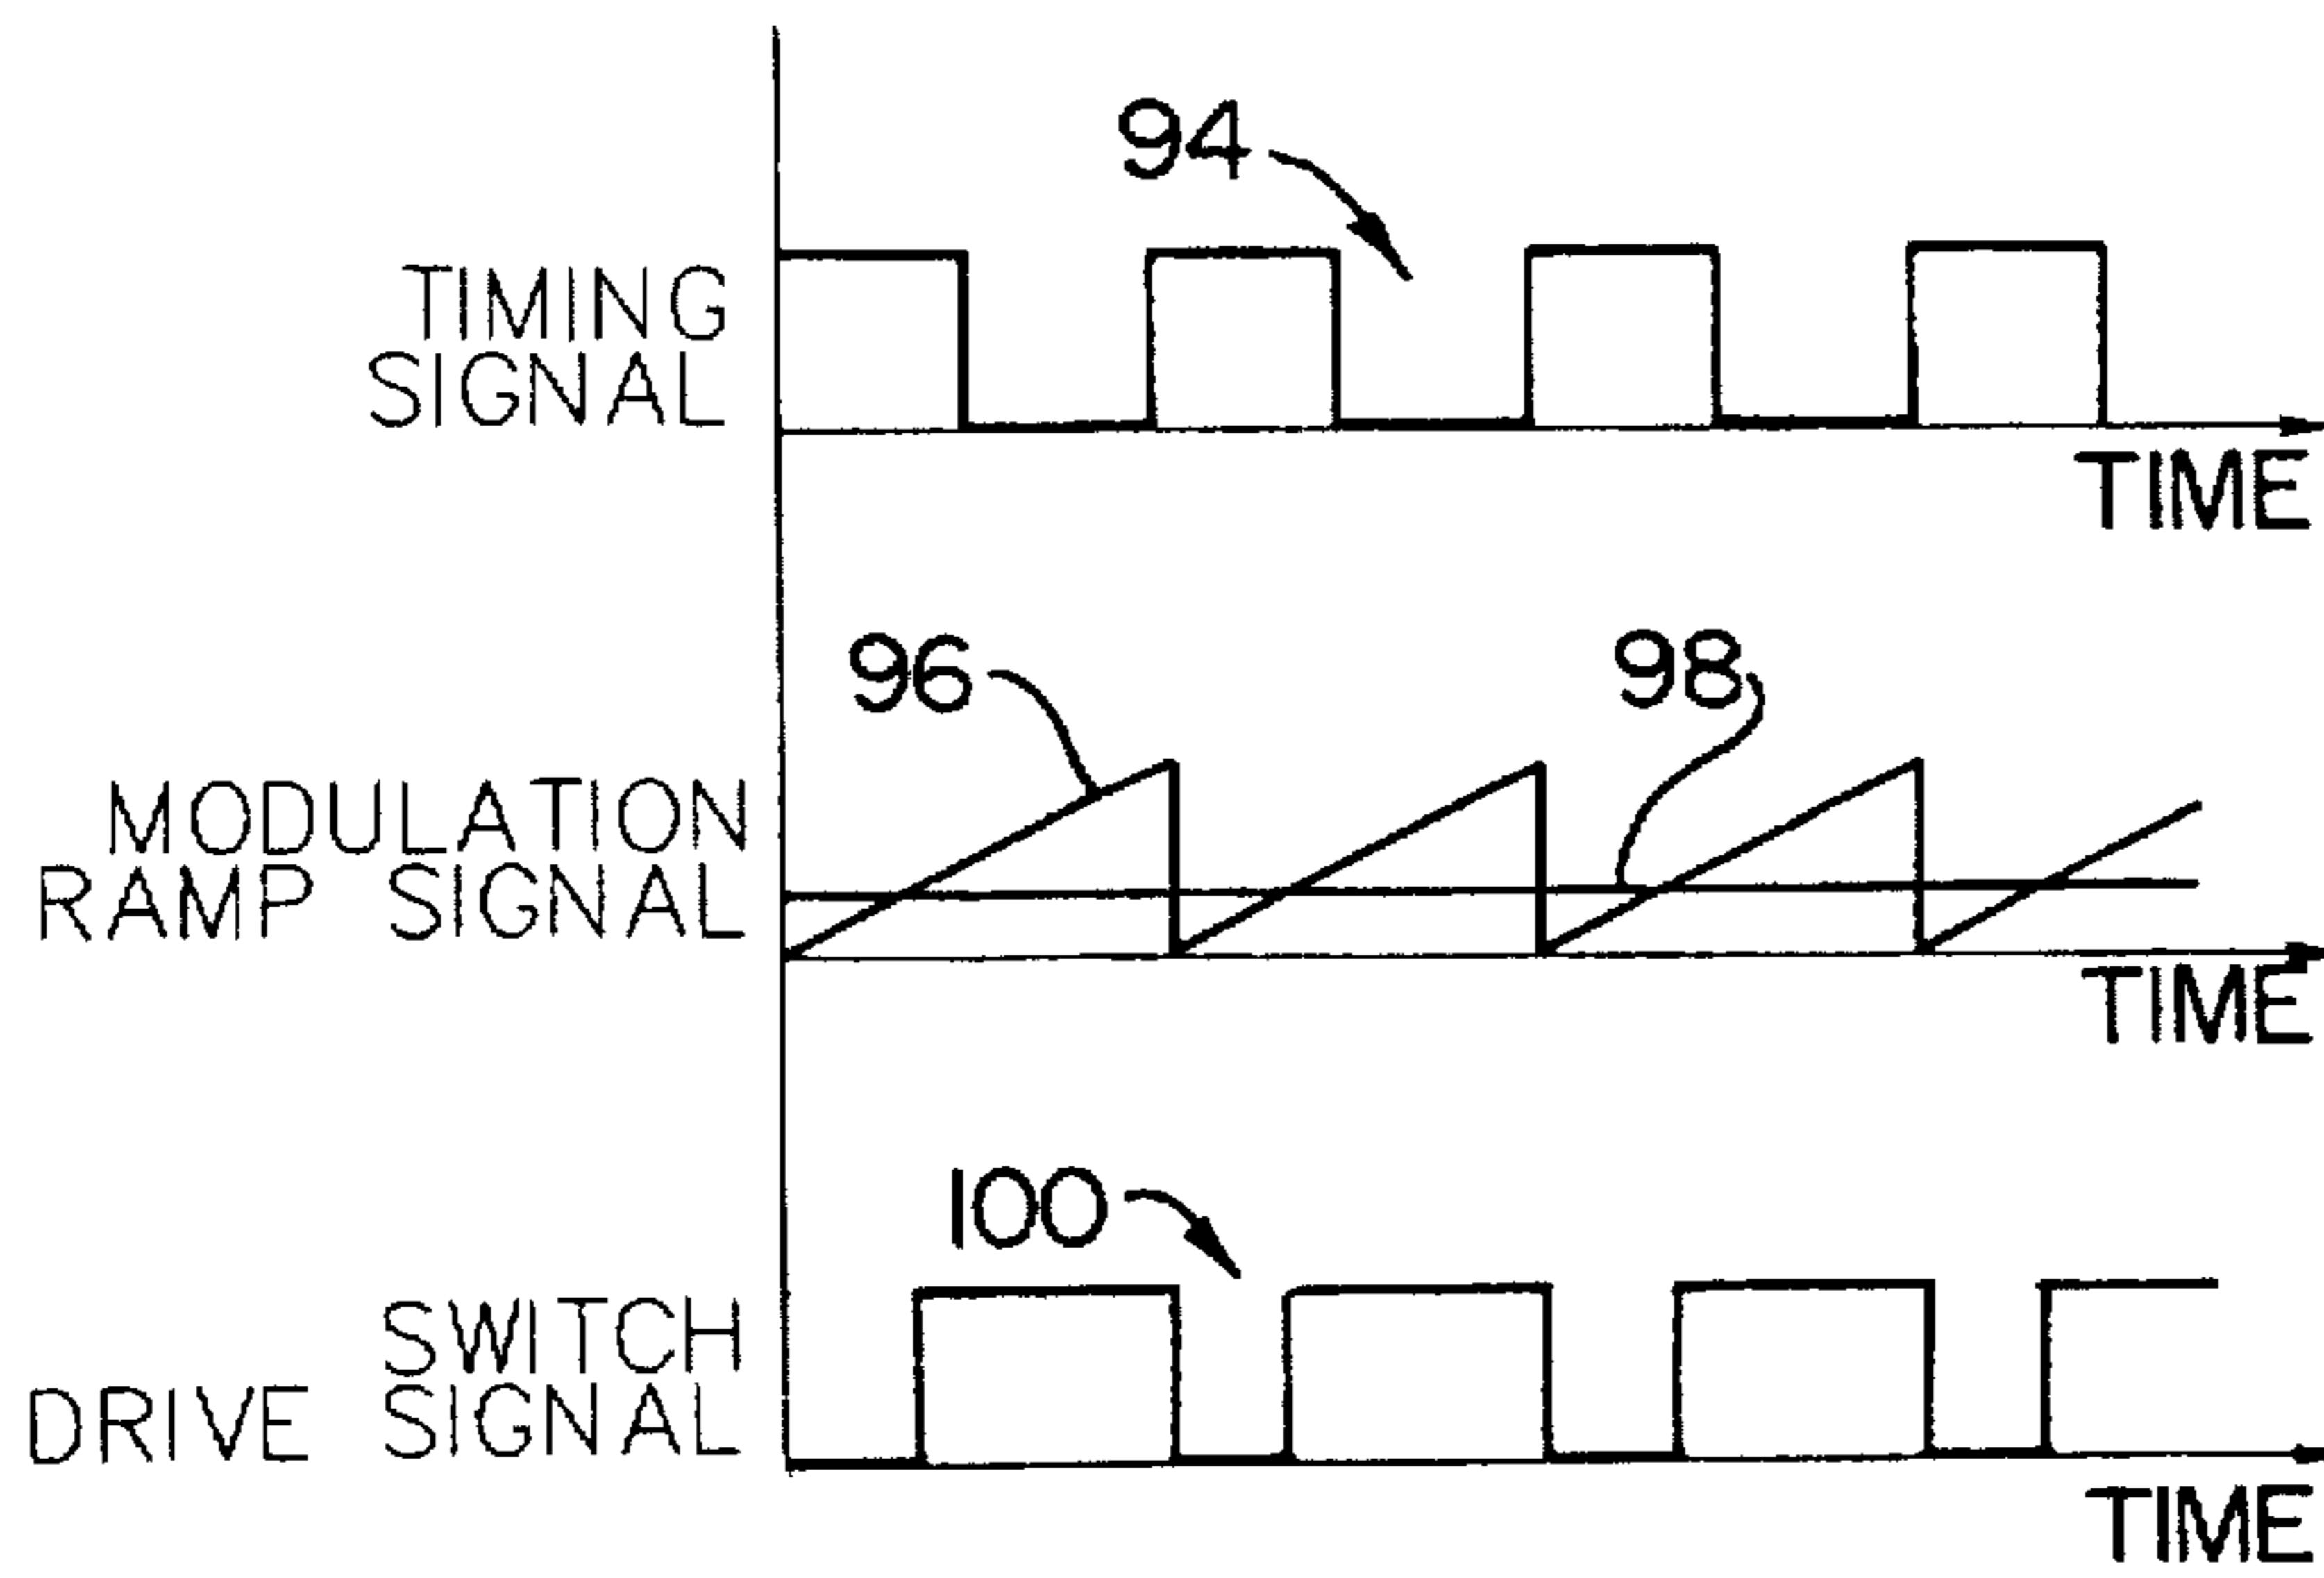 94
TIMING
SIGNAL
TIME
96
98
MODULATION
RAMP SIGNAL
TIME
100
SWITCH
DRIVE SIGNAL
TIME